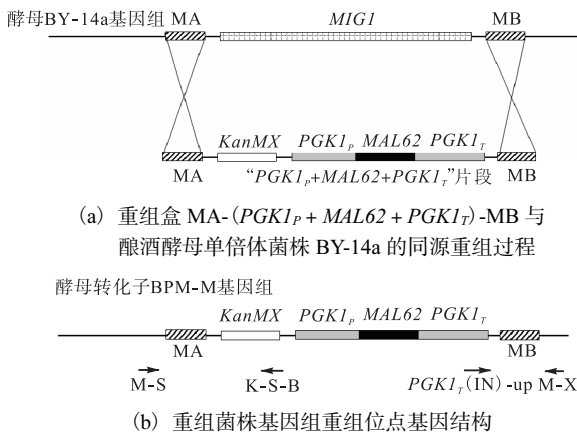 酵母BY-14a基因组
MA MIG1 MB
KanMX PGK1P MAL62 PGK1T
MA “PGK1P+MAL62+PGK1T”片段 MB
(a) 重组盒 MA-(PGK1P + MAL62 + PGK1T)-MB 与
酿酒酵母单倍体菌株 BY-14a 的同源重组过程
酵母转化子BPM-M基因组
KanMX PGK1P MAL62 PGK1T
MA MB
M-S K-S-B PGK1T(IN)-up M-X
(b) 重组菌株基因组重组位点基因结构